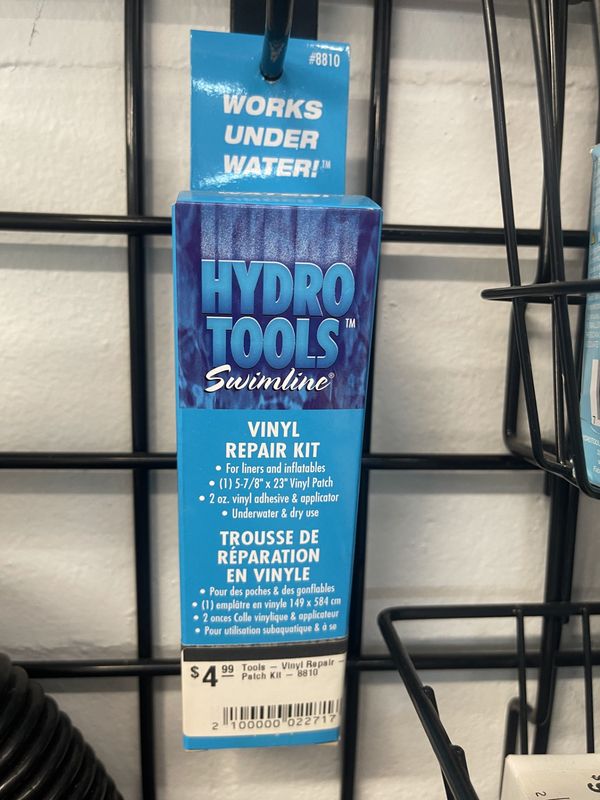 #8810
WORKS
UNDER
WATER!™
HYDRO
TOOLS™
Swimline®
VINYL
REPAIR KIT
• For liners and inflatables
• (1) 5-7/8" x 23" Vinyl Patch
• 2 oz. vinyl adhesive & applicator
• Underwater & dry use
TROUSSE DE
RÉPARATION
EN VINYLE
• Pour des poches & des gonflables
• (1) emplâtre en vinyle 149 x 584 cm
• 2 onces Colle vinylique & applicateur
• Pour utilisation subaquatique & à se
$4.99
Tools — Vinyl Repair —
Patch Kit — 8810
2 100000 022717